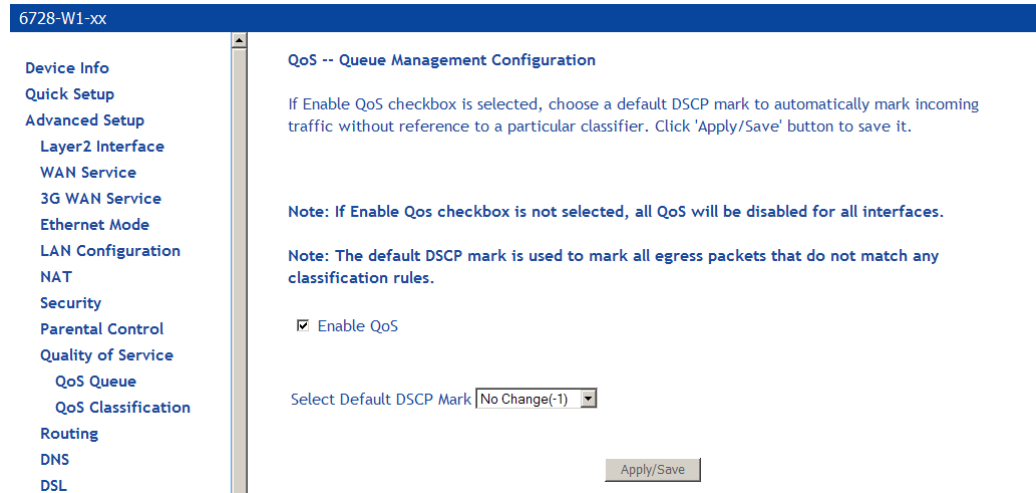 6728-W1-xx
Device Info
Quick Setup
Advanced Setup
Layer2 Interface
WAN Service
3G WAN Service
Ethernet Mode
LAN Configuration
NAT
Security
Parental Control
Quality of Service
QoS Queue
QoS Classification
Routing
DNS
DSL
QoS -- Queue Management Configuration
If Enable QoS checkbox is selected, choose a default DSCP mark to automatically mark incoming
traffic without reference to a particular classifier. Click 'Apply/Save' button to save it.
Note: If Enable Qos checkbox is not selected, all QoS will be disabled for all interfaces.
Note: The default DSCP mark is used to mark all egress packets that do not match any
classification rules.
Enable QoS
Select Default DSCP Mark No Change(-1)
Apply/Save